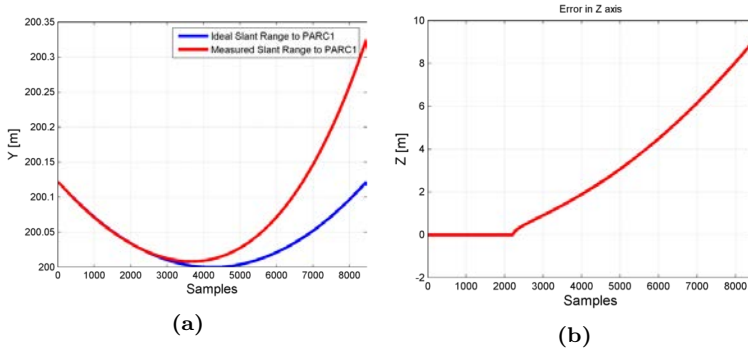 200.35
200.3
200.25
200.2
200.15
200.1
200.05
200
Y [m]
Ideal Slant Range to PARC1
Measured Slant Range to PARC1
0 1000 2000 3000 4000 5000 6000 7000 8000
Samples
(a)
Error in Z axis
10
8
6
4
2
0
-2
Z [m]
0 1000 2000 3000 4000 5000 6000 7000 8000
Samples
(b)